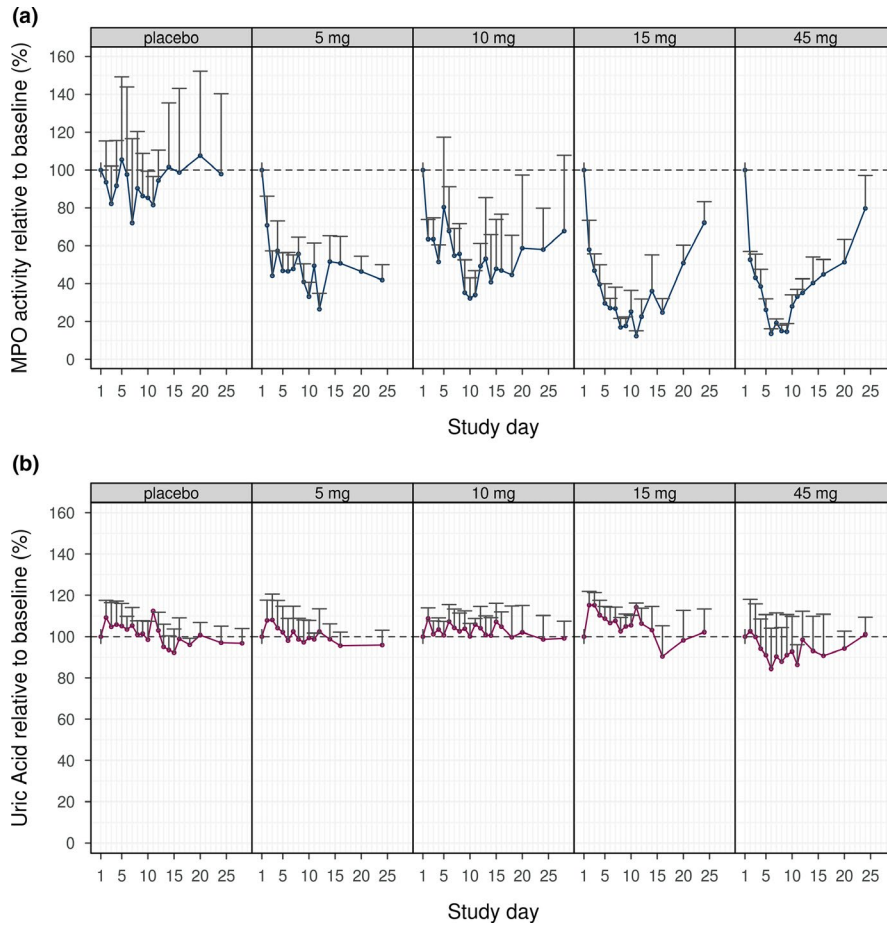 (a)
placebo 5 mg 10 mg 15 mg 45 mg
MPO activity relative to baseline (%)
160
140
120
100
80
60
40
20
0
1 5 10 15 20 25 1 5 10 15 20 25 1 5 10 15 20 25 1 5 10 15 20 25 1 5 10 15 20 25
Study day
(b)
placebo 5 mg 10 mg 15 mg 45 mg
Uric Acid relative to baseline (%)
160
140
120
100
80
60
40
20
0
1 5 10 15 20 25 1 5 10 15 20 25 1 5 10 15 20 25 1 5 10 15 20 25 1 5 10 15 20 25
Study day